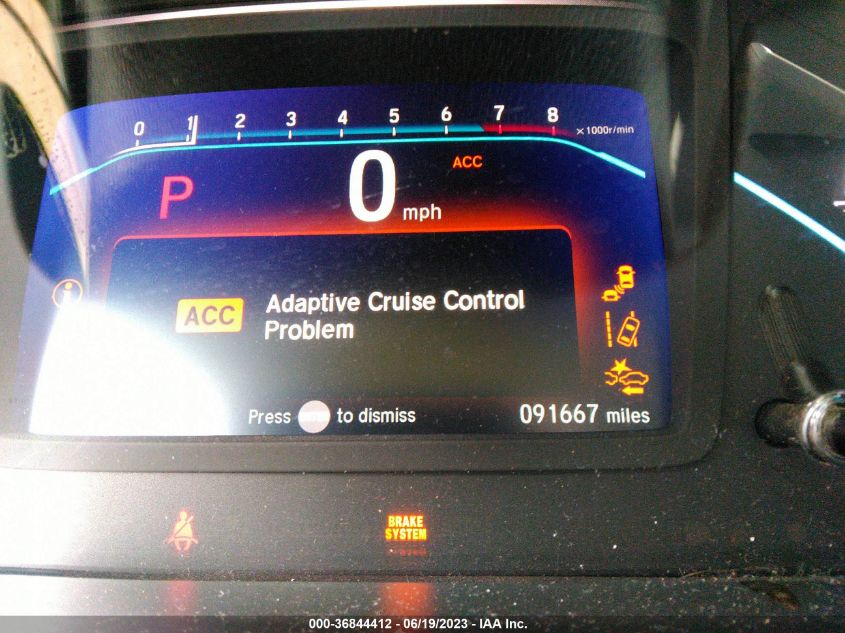 0 1 2 3 4 5 6 7 8 ×1000r/min
ACC
P 0 mph
ACC Adaptive Cruise Control
Problem
Press to dismiss
091667 miles
BRAKE
SYSTEM
000-36844412 - 06/19/2023 - IAA Inc.